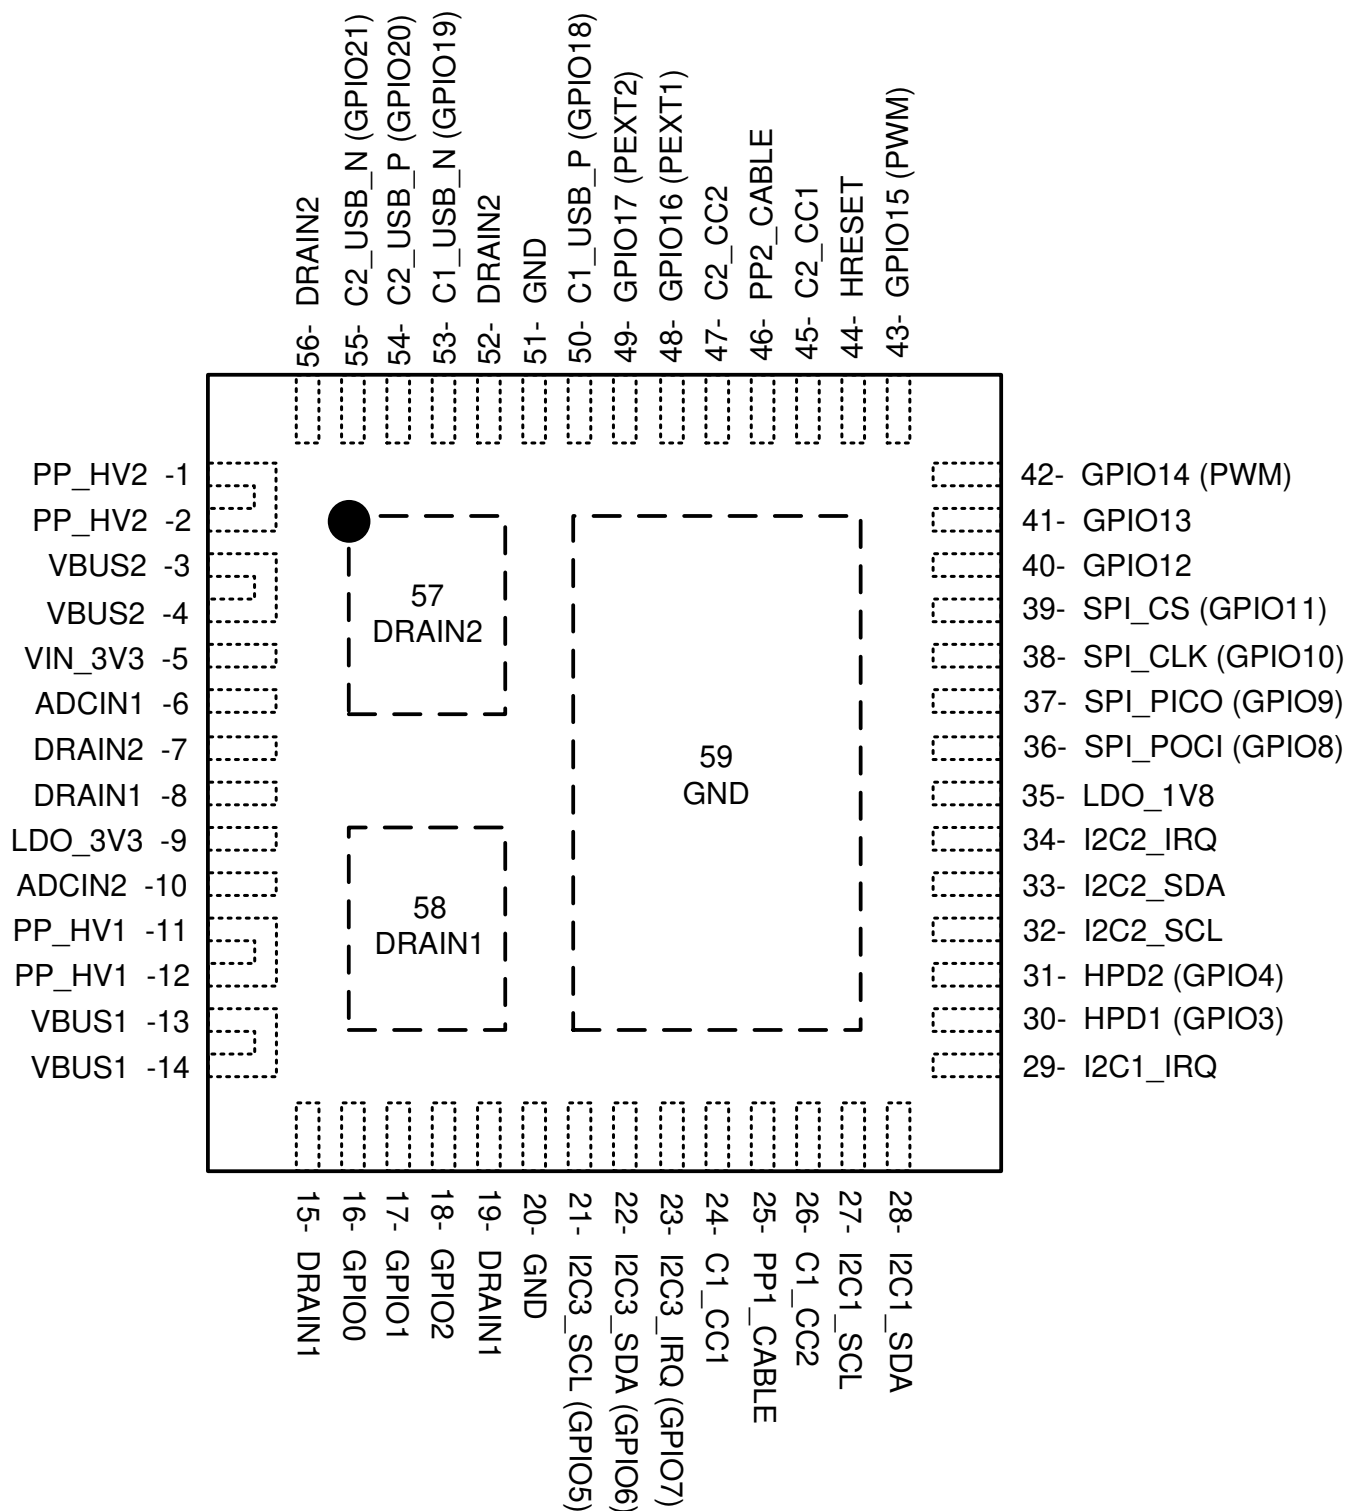 56- DRAIN2
55- C2_USB_N (GPIO21)
54- C2_USB_P (GPIO20)
53- C1_USB_N (GPIO19)
52- DRAIN2
51- GND
50- C1_USB_P (GPIO18)
49- GPIO17 (PEXT2)
48- GPIO16 (PEXT1)
47- C2_CC2
46- PP2_CABLE
45- C2_CC1
44- HRESET
43- GPIO15 (PWM)
PP_HV2 -1
PP_HV2 -2
VBUS2 -3
VBUS2 -4
VIN_3V3 -5
ADCIN1 -6
DRAIN2 -7
DRAIN1 -8
LDO_3V3 -9
ADCIN2 -10
PP_HV1 -11
PP_HV1 -12
VBUS1 -13
VBUS1 -14
57
DRAIN2
58
DRAIN1
59
GND
42- GPIO14 (PWM)
41- GPIO13
40- GPIO12
39- SPI_CS (GPIO11)
38- SPI_CLK (GPIO10)
37- SPI_PICO (GPIO9)
36- SPI_POCI (GPIO8)
35- LDO_1V8
34- I2C2_IRQ
33- I2C2_SDA
32- I2C2_SCL
31- HPD2 (GPIO4)
30- HPD1 (GPIO3)
29- I2C1_IRQ
15- DRAIN1
16- GPIO0
17- GPIO1
18- GPIO2
19- DRAIN1
20- GND
21- I2C3_SCL (GPIO5)
22- I2C3_SDA (GPIO6)
23- I2C3_IRQ (GPIO7)
24- C1_CC1
25- PP1_CABLE
26- C1_CC2
27- I2C1_SCL
28- I2C1_SDA